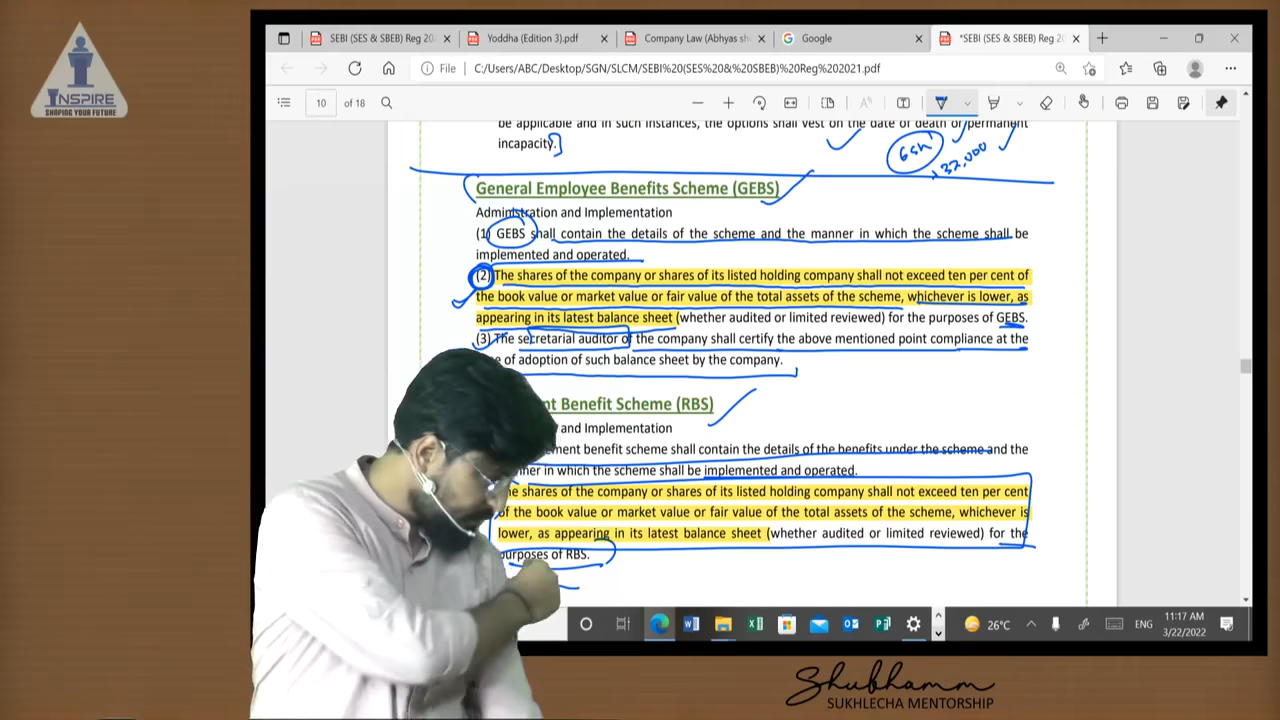 INSPIRE
SHAPING YOUR FUTURE
SEBI (SES & SBEB) Reg 20
Yoddha (Edition 3).pdf
Company Law (Abhyas sh
Google
*SEBI (SES & SBEB) Reg 2
File
C:/Users/ABC/Desktop/SGN/SLCM/SEBI%20(SES%20&%20SBEB)%20Reg%202021.pdf
10 of 18
be applicable and in such instances, the options shall vest on the date of death or permanent
incapacity.]
+32,000
General Employee Benefits Scheme (GEBS)
Administration and Implementation
(1) GEBS shall contain the details of the scheme and the manner in which the scheme shall be
implemented and operated.
(2) The shares of the company or shares of its listed holding company shall not exceed ten per cent of
the book value or market value or fair value of the total assets of the scheme, whichever is lower, as
appearing in its latest balance sheet (whether audited or limited reviewed) for the purposes of GEBS.
(3) The secretarial auditor of the company shall certify the above mentioned point compliance at the
of adoption of such balance sheet by the company.
Benefit Scheme (RBS)
and Implementation
benefit scheme shall contain the details of the benefits under the scheme and the
in which the scheme shall be implemented and operated.
shares of the company or shares of its listed holding company shall not exceed ten per cent
of the book value or market value or fair value of the total assets of the scheme, whichever is
lower, as appearing in its latest balance sheet (whether audited or limited reviewed) for the
purposes of RBS.
26°C
ENG
11:17 AM
3/22/2022
Shubhamm
SUKHLECHA MENTORSHIP